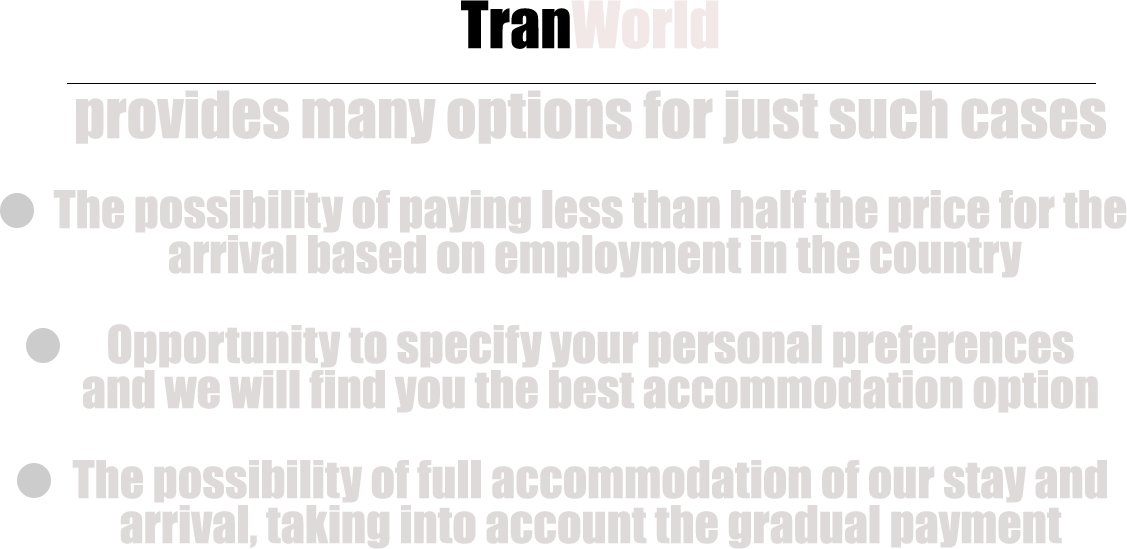 TranWorld
provides many options for just such cases
The possibility of paying less than half the price for the
arrival based on employment in the country
Opportunity to specify your personal preferences
and we will find you the best accommodation option
The possibility of full accommodation of our stay and
arrival, taking into account the gradual payment